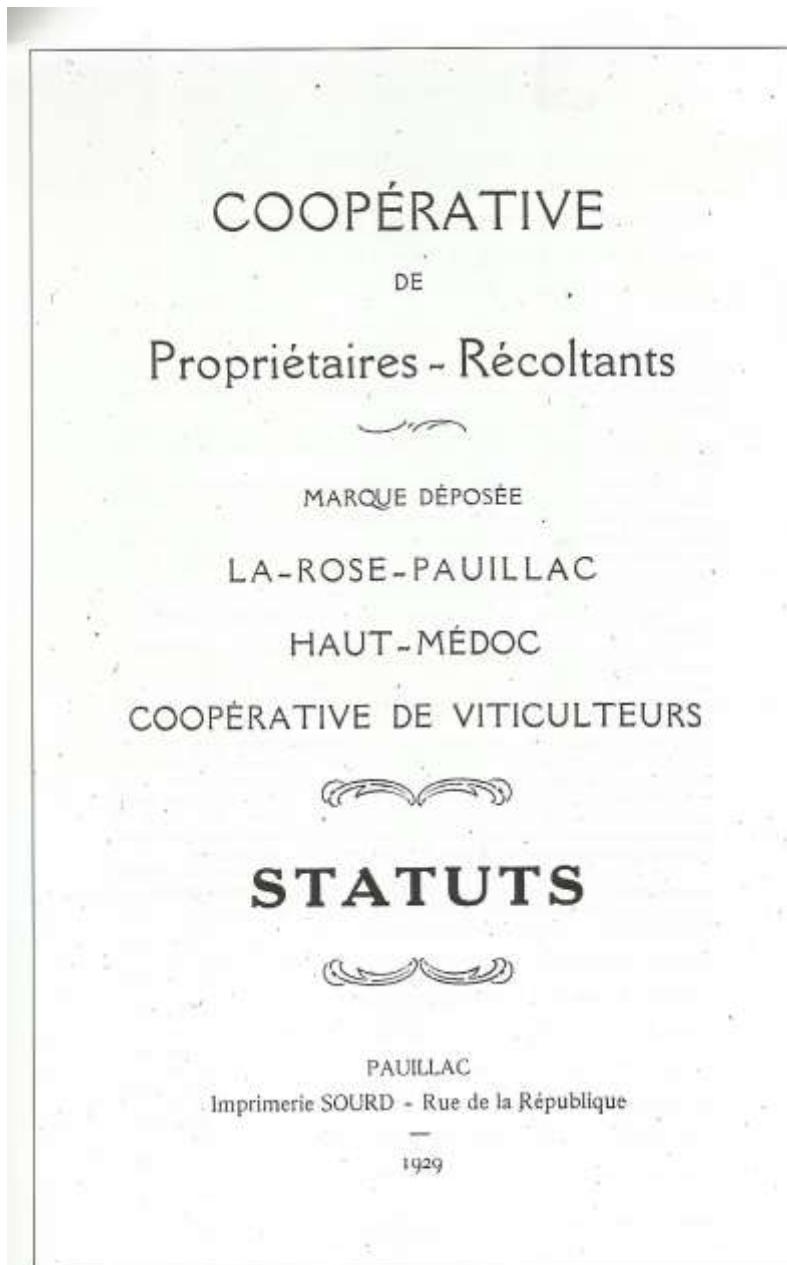 COOPÉRATIVE
DE
Propriétaires - Récoltants
MARQUE DÉPOSÉE
LA-ROSE-PAUILLAC
HAUT-MÉDOC
COOPÉRATIVE DE VITICULTEURS
STATUTS
PAUILLAC
Imprimerie SOURD - Rue de la République
1929